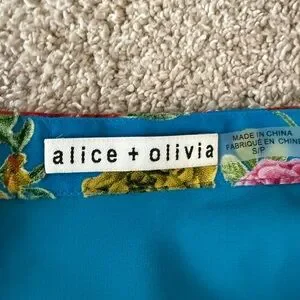 alice + olivia
MADE IN CHINA
FABRIQUÉ EN CHINE
S/P